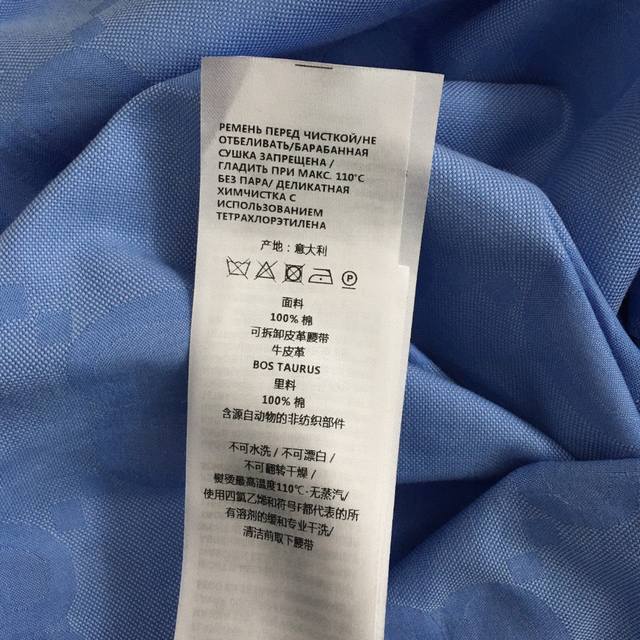 РЕМЕНЬ ПЕРЕД ЧИСТКОЙ/НЕ
ОТБЕЛИВАТЬ/БАРАБАННАЯ
СУШКА ЗАПРЕЩЕНА /
ГЛАДИТЬ ПРИ МАКС. 110°C
БЕЗ ПАРА/ ДЕЛИКАТНАЯ
ХИМЧИСТКА С
ИСПОЛЬЗОВАНИЕМ
ТЕТРАХЛОРЭТИЛЕНА
产地：意大利
P
面料
100% 棉
可拆卸皮革腰带
牛皮革
BOS TAURUS
里料
100% 棉
含源自动物的非纺织部件
不可水洗 / 不可漂白 /
不可翻转干燥 /
熨烫最高温度110℃·无蒸汽/
使用四氯乙烯和符号F都代表的所
有溶剂的缓和专业干洗/
清洁前取下腰带